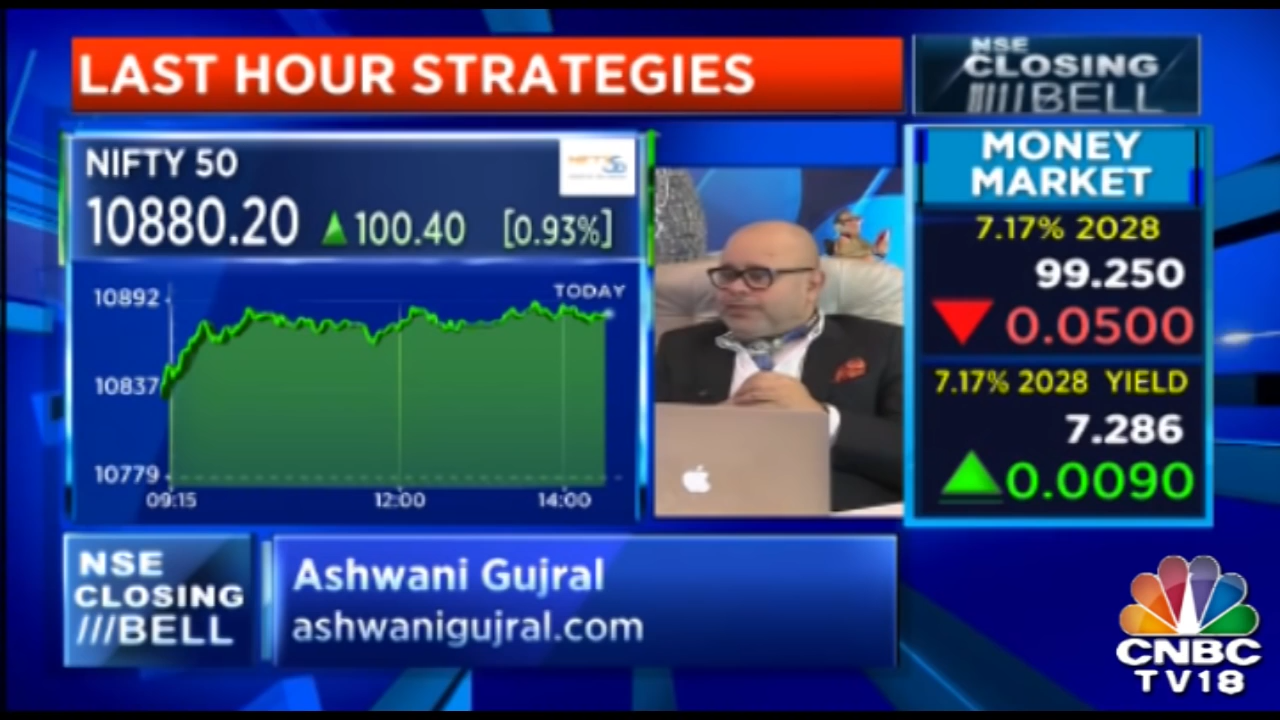 LAST HOUR STRATEGIES
NSE
CLOSING
////BELL
NIFTY 50
10880.20 ▲ 100.40 [0.93%]
TODAY
10892
10837
10779
09:15 12:00 14:00
MONEY
MARKET
7.17% 2028
99.250
▼ 0.0500
7.17% 2028 YIELD
7.286
▲ 0.0090
NSE
CLOSING
///BELL
Ashwani Gujral
ashwanigujral.com
CNBC
TV18